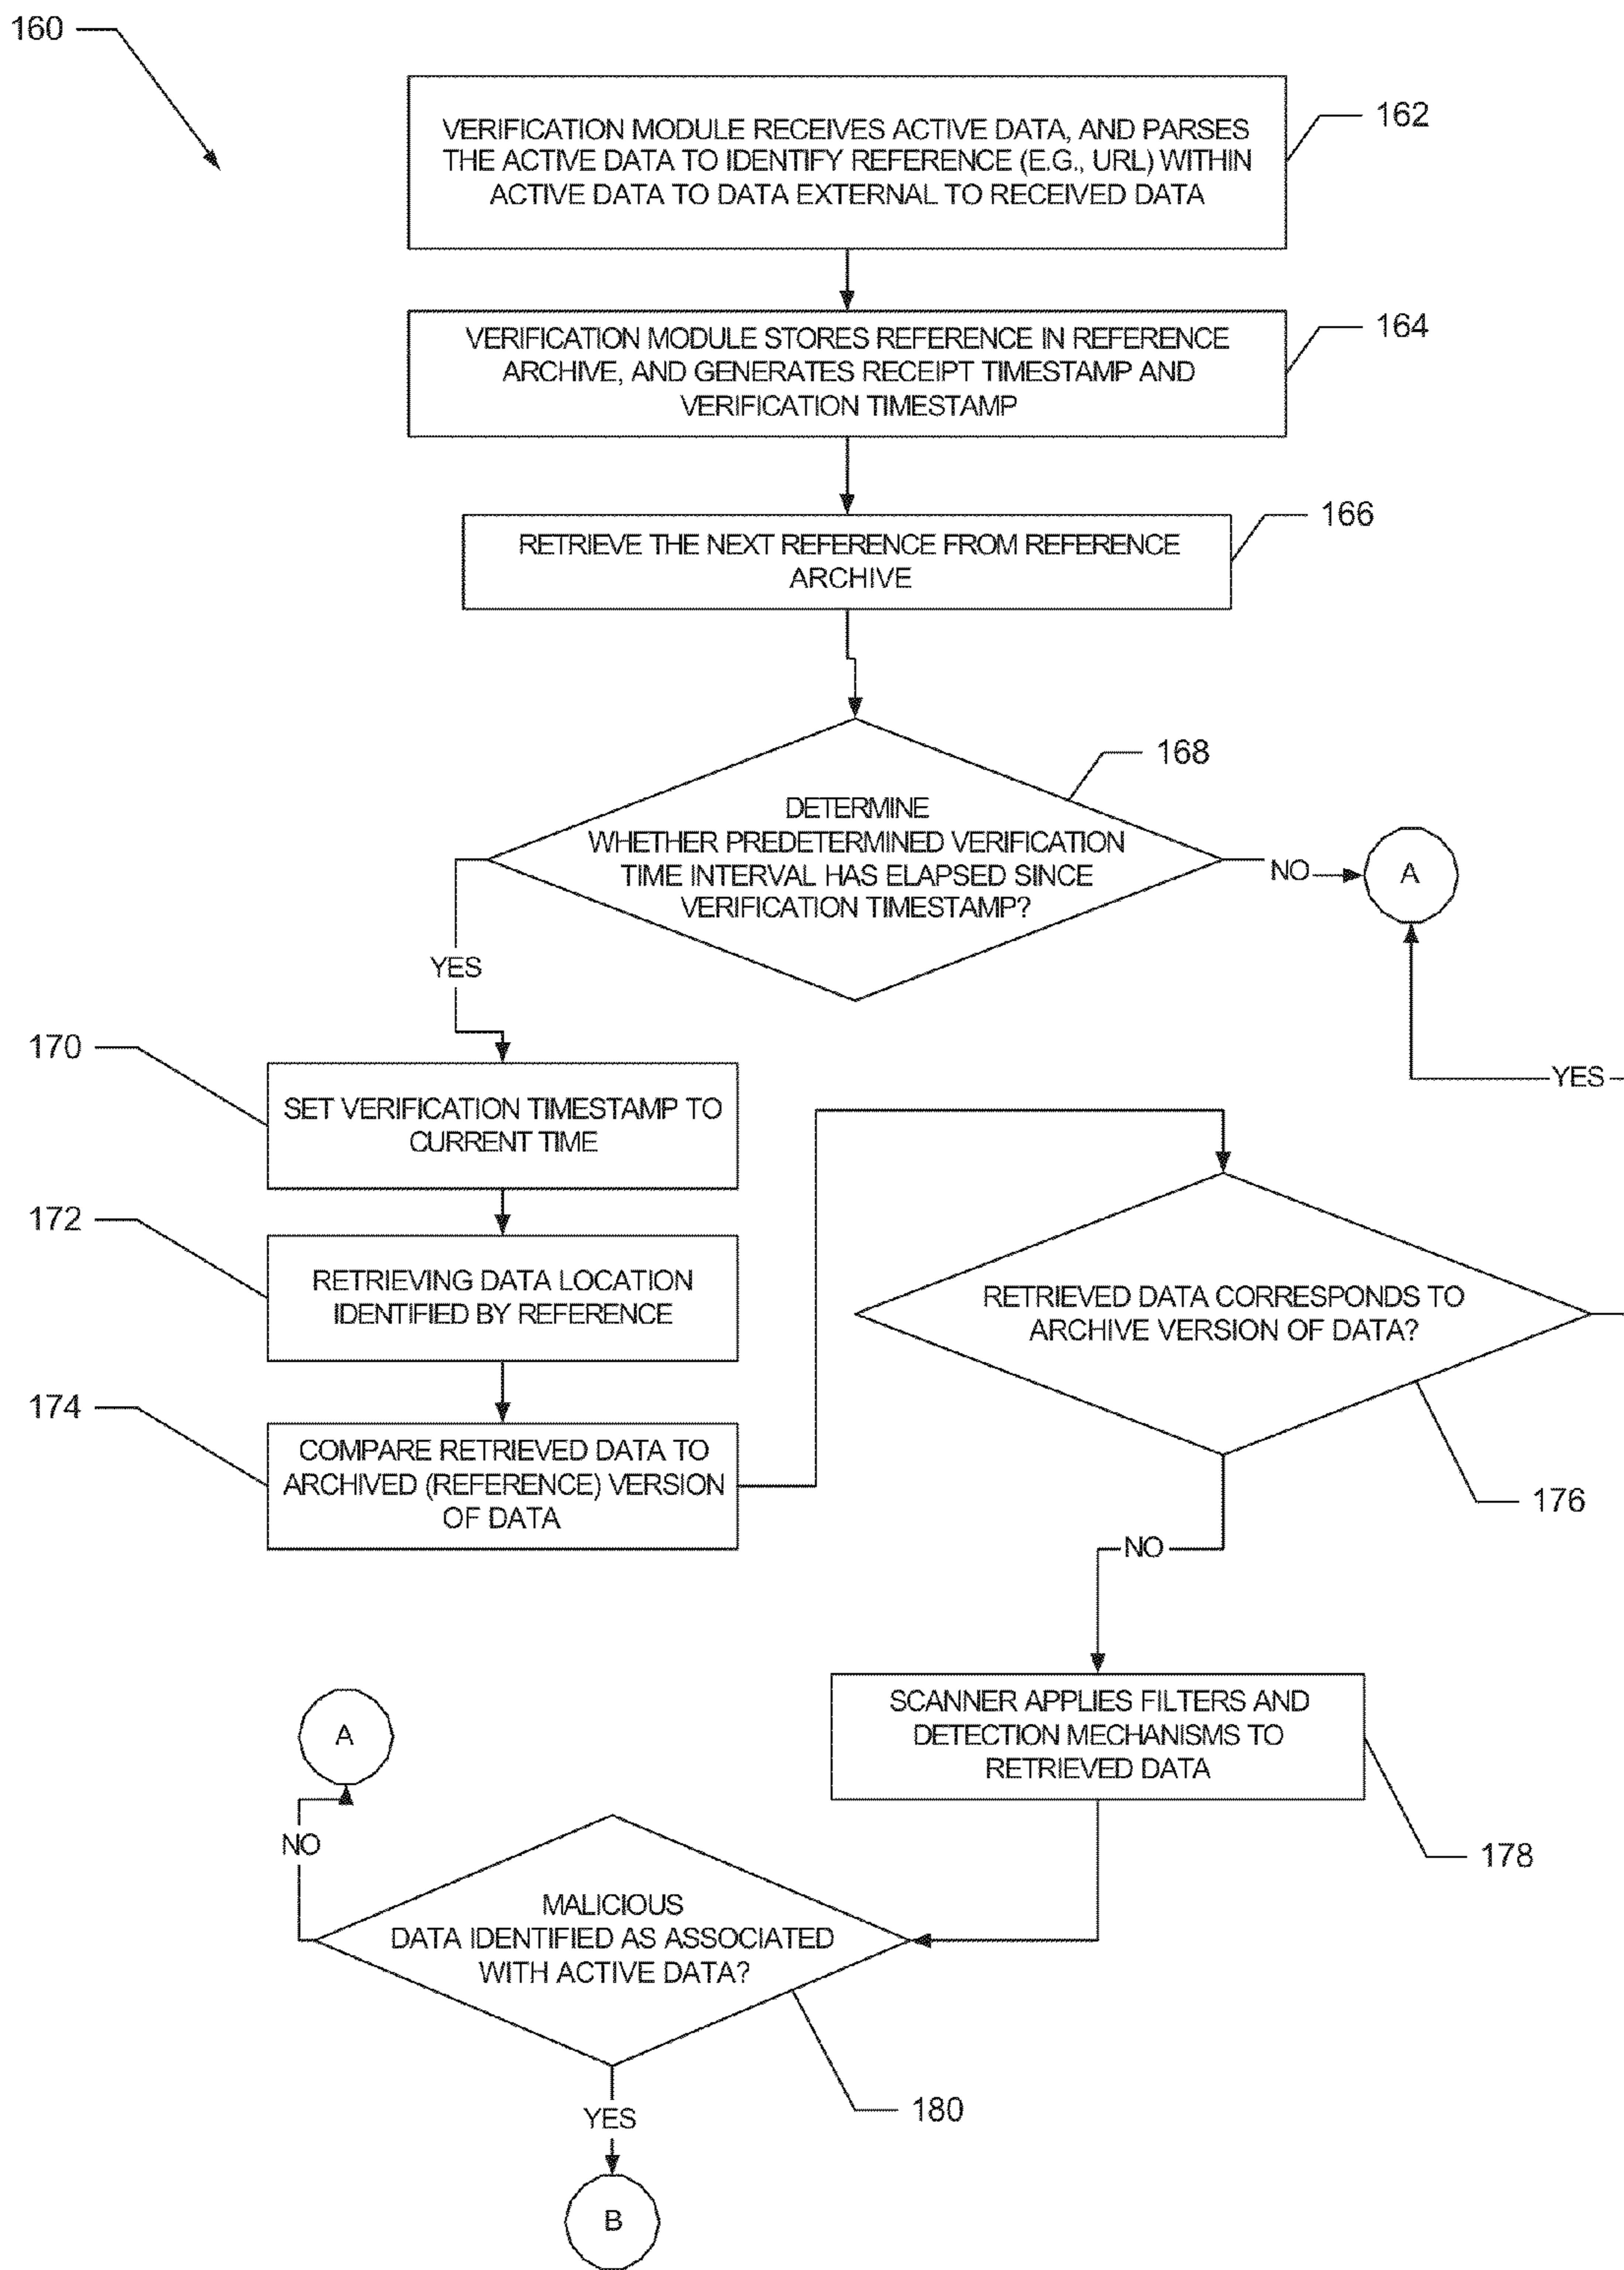 160
VERIFICATION MODULE RECEIVES ACTIVE DATA, AND PARSES
THE ACTIVE DATA TO IDENTIFY REFERENCE (E.G., URL) WITHIN
ACTIVE DATA TO DATA EXTERNAL TO RECEIVED DATA
162
VERIFICATION MODULE STORES REFERENCE IN REFERENCE
ARCHIVE, AND GENERATES RECEIPT TIMESTAMP AND
VERIFICATION TIMESTAMP
164
RETRIEVE THE NEXT REFERENCE FROM REFERENCE
ARCHIVE
166
DETERMINE
WHETHER PREDETERMINED VERIFICATION
TIME INTERVAL HAS ELAPSED SINCE
VERIFICATION TIMESTAMP?
168
NO
A
YES
YES
170
SET VERIFICATION TIMESTAMP TO
CURRENT TIME
172
RETRIEVING DATA LOCATION
IDENTIFIED BY REFERENCE
174
COMPARE RETRIEVED DATA TO
ARCHIVED (REFERENCE) VERSION
OF DATA
RETRIEVED DATA CORRESPONDS TO
ARCHIVE VERSION OF DATA?
176
NO
SCANNER APPLIES FILTERS AND
DETECTION MECHANISMS TO
RETRIEVED DATA
178
A
NO
MALICIOUS
DATA IDENTIFIED AS ASSOCIATED
WITH ACTIVE DATA?
180
YES
B